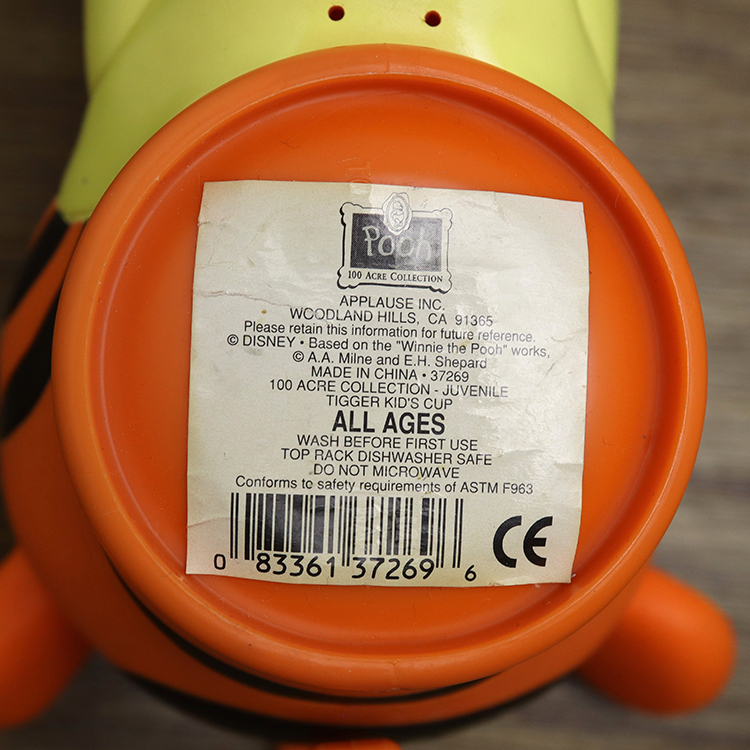 Pooh
100 ACRE COLLECTION
APPLAUSE INC.
WOODLAND HILLS, CA 91365
Please retain this information for future reference.
© DISNEY • Based on the "Winnie the Pooh" works,
© A.A. Milne and E.H. Shepard
MADE IN CHINA • 37269
100 ACRE COLLECTION - JUVENILE
TIGGER KID'S CUP
ALL AGES
WASH BEFORE FIRST USE
TOP RACK DISHWASHER SAFE
DO NOT MICROWAVE
Conforms to safety requirements of ASTM F963
CE
0 83361 37269 6